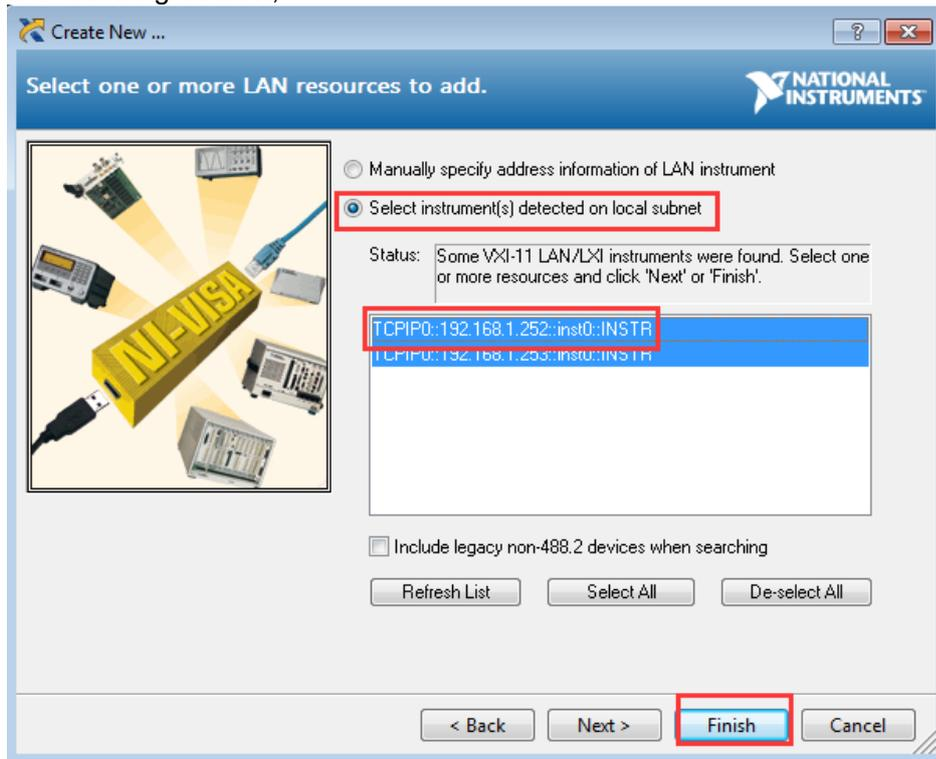 Create New ...
Select one or more LAN resources to add.
NATIONAL
INSTRUMENTS
Manually specify address information of LAN instrument
Select instrument(s) detected on local subnet
Status: Some VXI-11 LAN/LXI instruments were found. Select one
or more resources and click 'Next' or 'Finish'.
TCPIP0::192.168.1.252::inst0::INSTR
TCPIP0::192.168.1.253::inst0::INSTR
NI-VISA
Include legacy non-488.2 devices when searching
Refresh List Select All De-select All
< Back Next > Finish Cancel